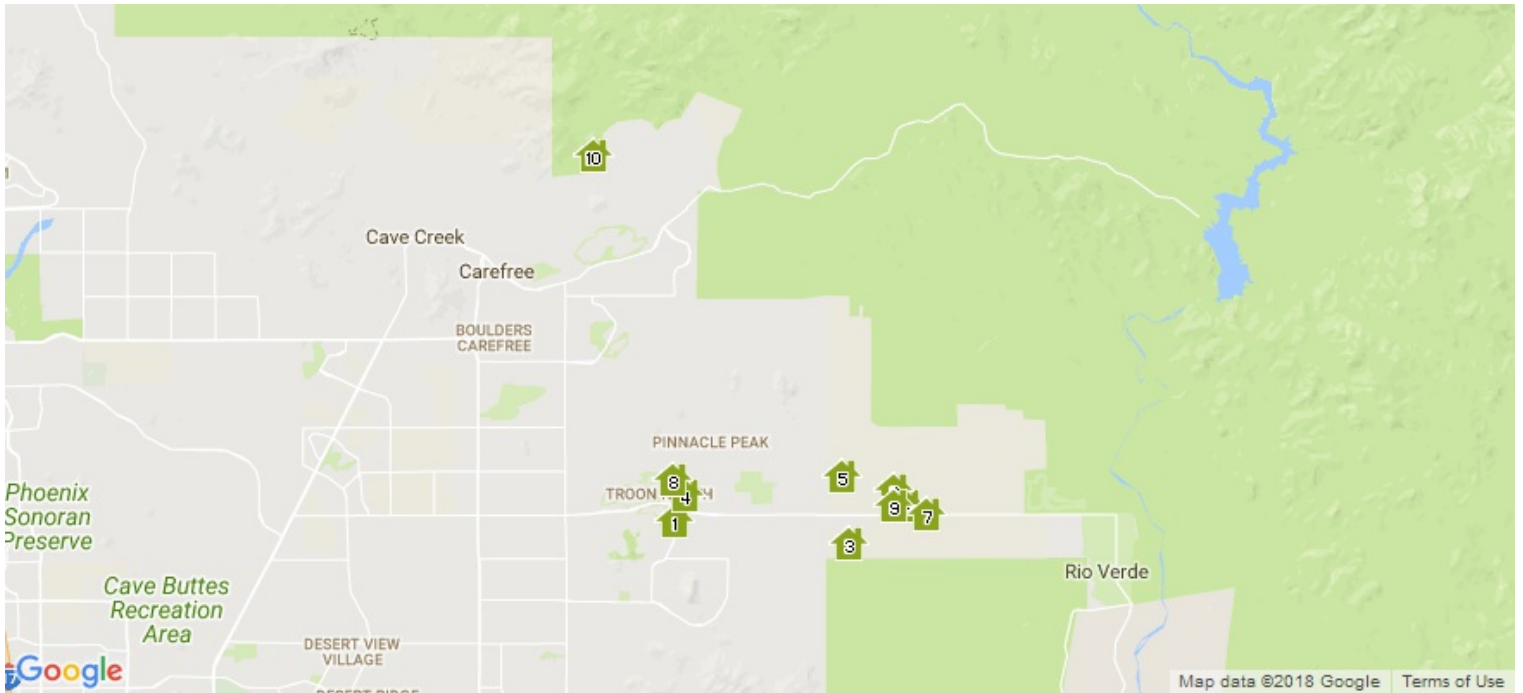 10
Cave Creek
Carefree
BOULDERS
CAREFREE
PINNACLE PEAK
8
5
TROON
4
9
7
1
3
Phoenix
Sonoran
Preserve
Rio Verde
Cave Buttes
Recreation
Area
DESERT VIEW
VILLAGE
Google
Map data ©2018 Google
Terms of Use